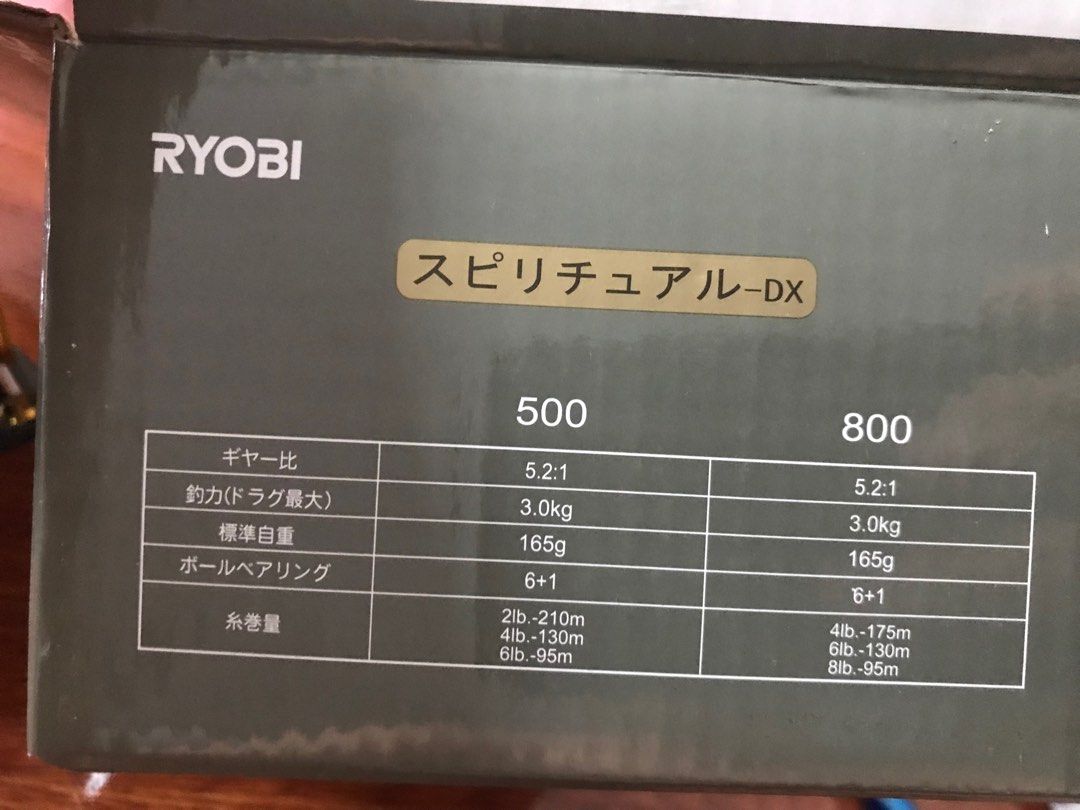 RYOBI
スピリチュアル-DX
500 800
ギヤー比 5.2:1 5.2:1
釣力(ドラグ最大) 3.0kg 3.0kg
標準自重 165g 165g
ボールベアリング 6+1 6+1
糸巻量
2lb.-210m 4lb.-175m
4lb.-130m 6lb.-130m
6lb.-95m 8lb.-95m